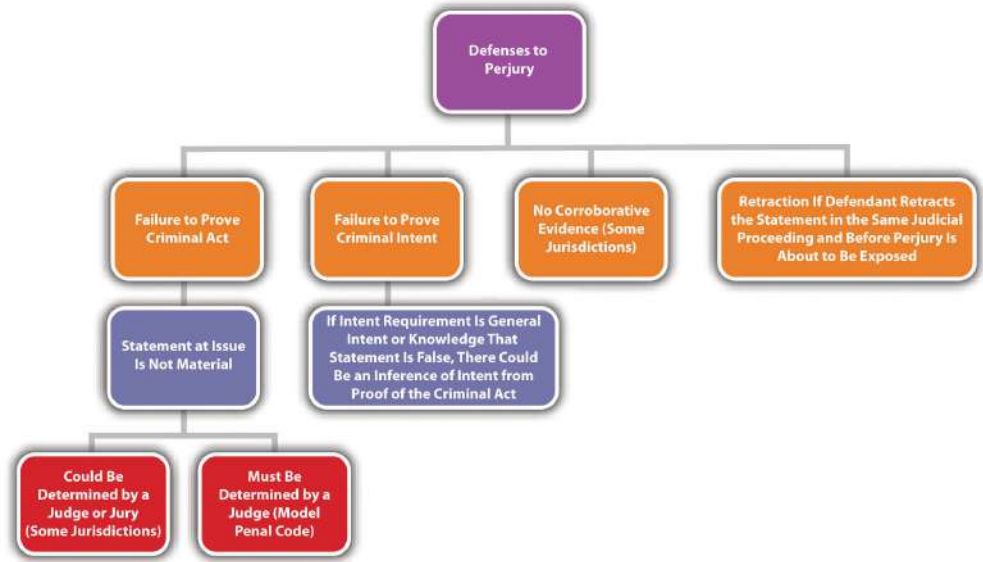 Defenses to
Perjury
Failure to Prove
Criminal Act
Failure to Prove
Criminal Intent
No Corroborative
Evidence (Some
Jurisdictions)
Retraction If Defendant Retracts
the Statement in the Same Judicial
Proceeding and Before Perjury Is
About to Be Exposed
Statement at Issue
Is Not Material
If Intent Requirement Is General
Intent or Knowledge That
Statement Is False, There Could
Be an Inference of Intent from
Proof of the Criminal Act
Could Be
Determined by a
Judge or Jury
(Some Jurisdictions)
Must Be
Determined by a
Judge (Model
Penal Code)